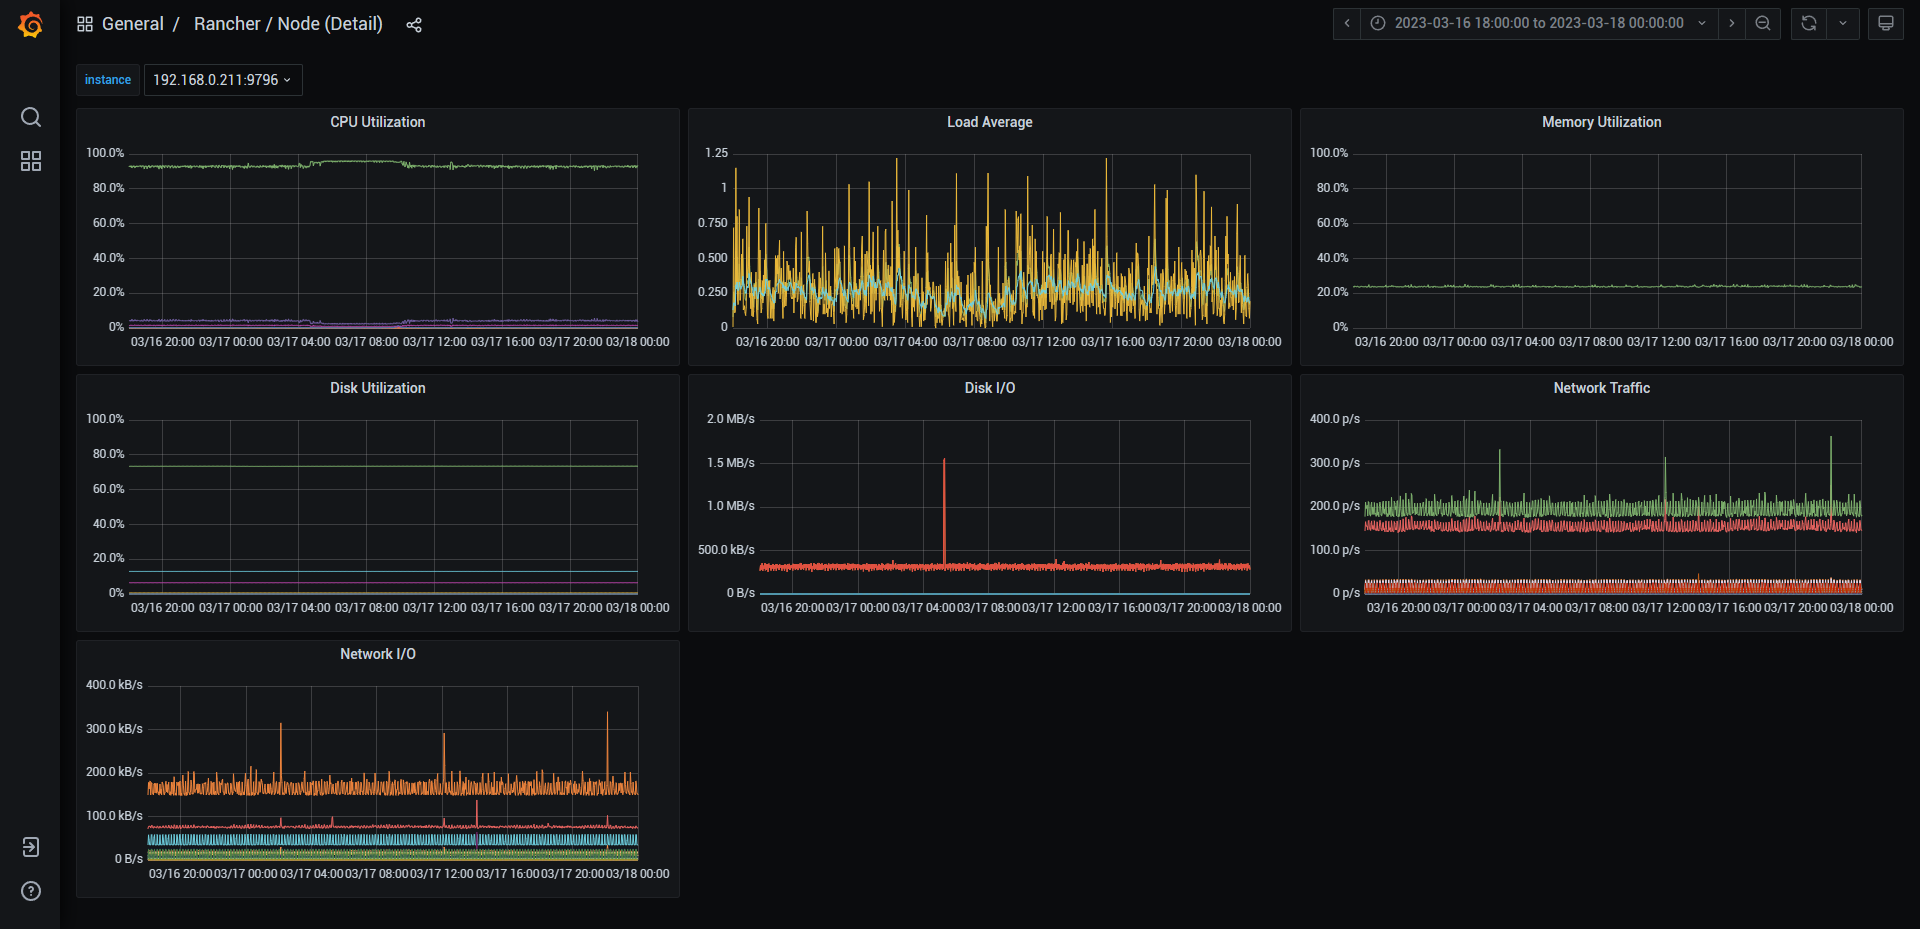 General / Rancher / Node (Detail)
2023-03-16 18:00:00 to 2023-03-18 00:00:00
instance 192.168.0.211:9796
CPU Utilization
100.0%
80.0%
60.0%
40.0%
20.0%
0%
03/16 20:00 03/17 00:00 03/17 04:00 03/17 08:00 03/17 12:00 03/17 16:00 03/17 20:00 03/18 00:00
Load Average
1.25
1
0.750
0.500
0.250
0
03/16 20:00 03/17 00:00 03/17 04:00 03/17 08:00 03/17 12:00 03/17 16:00 03/17 20:00 03/18 00:00
Memory Utilization
100.0%
80.0%
60.0%
40.0%
20.0%
0%
03/16 20:00 03/17 00:00 03/17 04:00 03/17 08:00 03/17 12:00 03/17 16:00 03/17 20:00 03/18 00:00
Disk Utilization
100.0%
80.0%
60.0%
40.0%
20.0%
0%
03/16 20:00 03/17 00:00 03/17 04:00 03/17 08:00 03/17 12:00 03/17 16:00 03/17 20:00 03/18 00:00
Disk I/O
2.0 MB/s
1.5 MB/s
1.0 MB/s
500.0 kB/s
0 B/s
03/16 20:00 03/17 00:00 03/17 04:00 03/17 08:00 03/17 12:00 03/17 16:00 03/17 20:00 03/18 00:00
Network Traffic
400.0 p/s
300.0 p/s
200.0 p/s
100.0 p/s
0 p/s
03/16 20:00 03/17 00:00 03/17 04:00 03/17 08:00 03/17 12:00 03/17 16:00 03/17 20:00 03/18 00:00
Network I/O
400.0 kB/s
300.0 kB/s
200.0 kB/s
100.0 kB/s
0 B/s
03/16 20:00 03/17 00:00 03/17 04:00 03/17 08:00 03/17 12:00 03/17 16:00 03/17 20:00 03/18 00:00